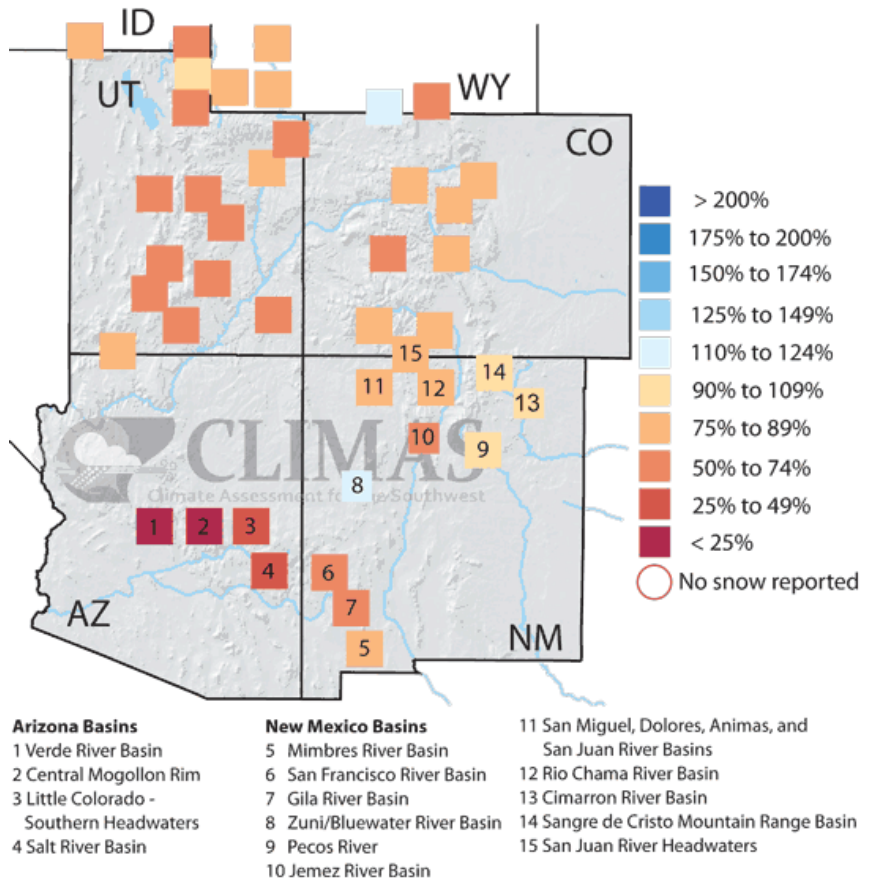 ID
UT
WY
CO
> 200%
175% to 200%
150% to 174%
125% to 149%
110% to 124%
90% to 109%
75% to 89%
50% to 74%
25% to 49%
< 25%
No snow reported
15
14
11
12
13
10
9
CLIMAS
Climate Assessment for the Southwest
8
1
2
3
4
6
7
5
AZ
NM
Arizona Basins
1 Verde River Basin
2 Central Mogollon Rim
3 Little Colorado -
Southern Headwaters
4 Salt River Basin
New Mexico Basins
5 Mimbres River Basin
6 San Francisco River Basin
7 Gila River Basin
8 Zuni/Bluewater River Basin
9 Pecos River
10 Jemez River Basin
11 San Miguel, Dolores, Animas, and
San Juan River Basins
12 Rio Chama River Basin
13 Cimarron River Basin
14 Sangre de Cristo Mountain Range Basin
15 San Juan River Headwaters